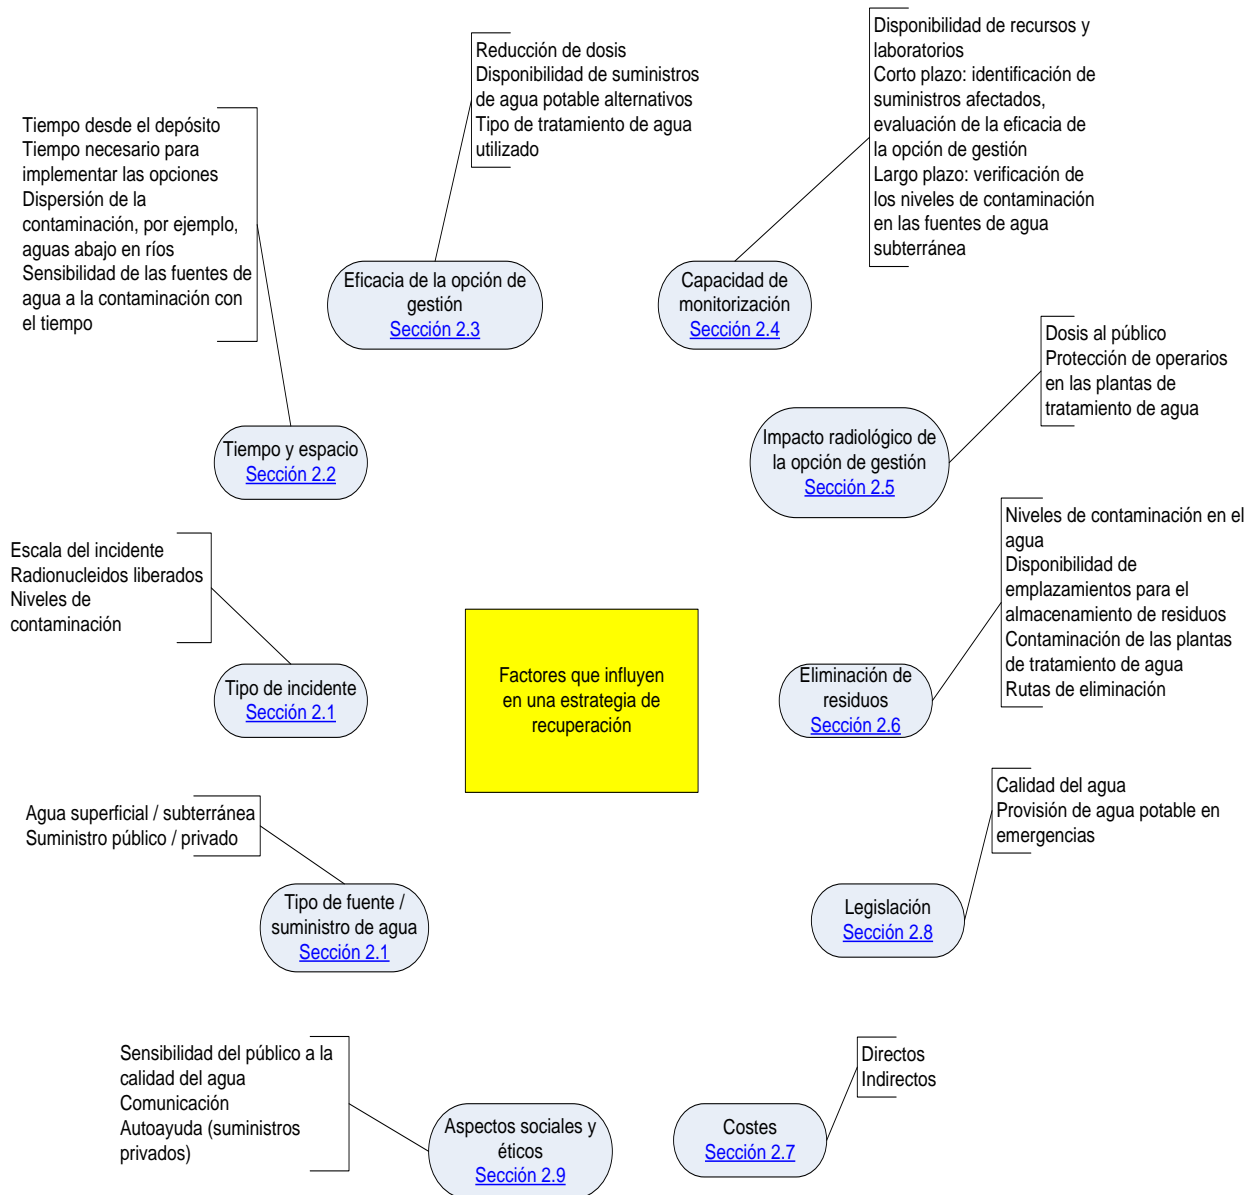 Reducción de dosis
Disponibilidad de suministros
de agua potable alternativos
Tipo de tratamiento de agua
utilizado
Disponibilidad de recursos y
laboratorios
Corto plazo: identificación de
suministros afectados,
evaluación de la eficacia de
la opción de gestión
Largo plazo: verificación de
los niveles de contaminación
en las fuentes de agua
subterránea
Tiempo desde el depósito
Tiempo necesario para
implementar las opciones
Dispersión de la
contaminación, por ejemplo,
aguas abajo en ríos
Sensibilidad de las fuentes de
agua a la contaminación con
el tiempo
Eficacia de la opción de
gestión
Sección 2.3
Capacidad de
monitorización
Sección 2.4
Dosis al público
Protección de operarios
en las plantas de
tratamiento de agua
Tiempo y espacio
Sección 2.2
Impacto radiológico de
la opción de gestión
Sección 2.5
Escala del incidente
Radionucleidos liberados
Niveles de
contaminación
Niveles de contaminación en el
agua
Disponibilidad de
emplazamientos para el
almacenamiento de residuos
Contaminación de las plantas
de tratamiento de agua
Rutas de eliminación
Tipo de incidente
Sección 2.1
Factores que influyen
en una estrategia de
recuperación
Eliminación de
residuos
Sección 2.6
Agua superficial / subterránea
Suministro público / privado
Calidad del agua
Provisión de agua potable en
emergencias
Tipo de fuente /
suministro de agua
Sección 2.1
Legislación
Sección 2.8
Sensibilidad del público a la
calidad del agua
Comunicación
Autoayuda (suministros
privados)
Directos
Indirectos
Aspectos sociales y
éticos
Sección 2.9
Costes
Sección 2.7